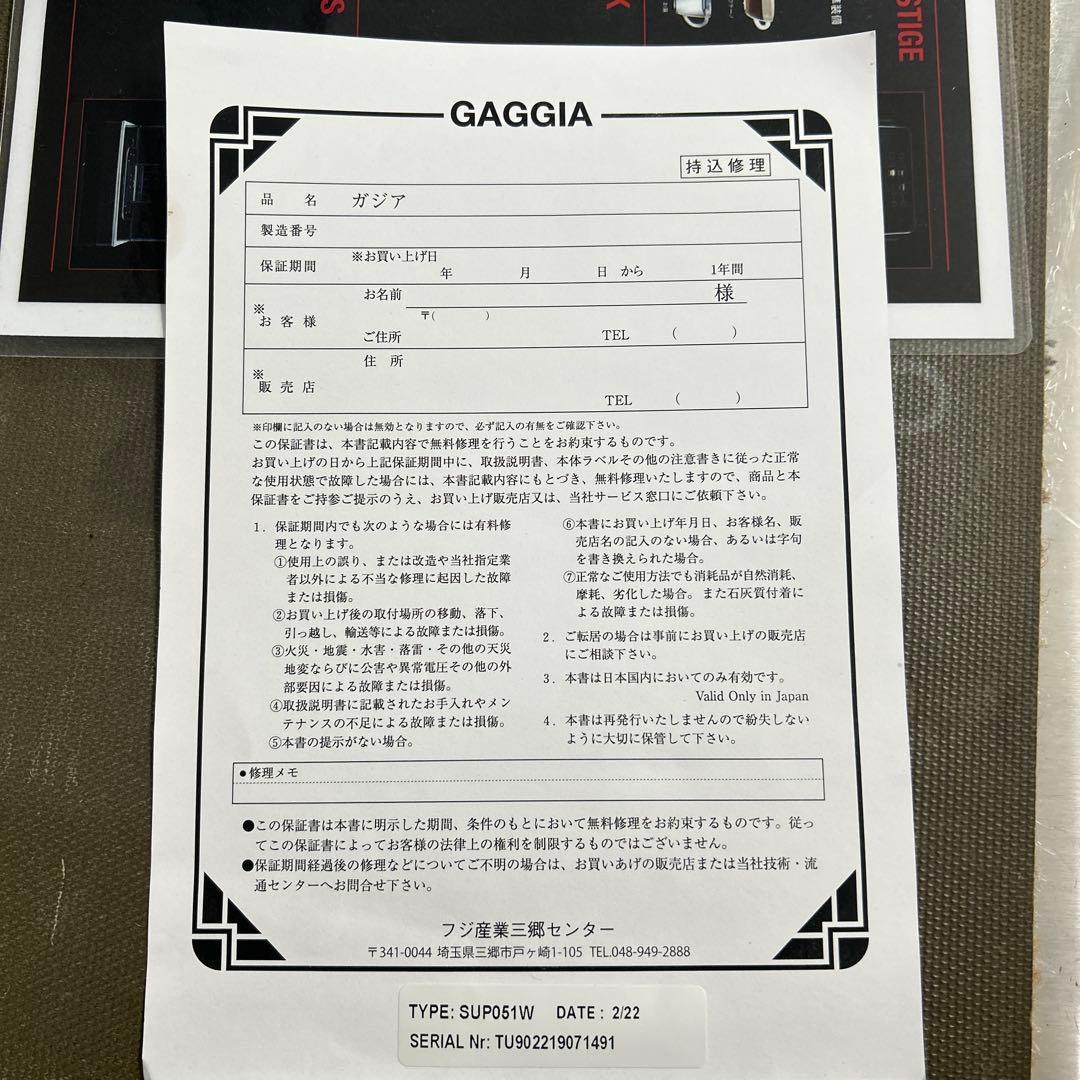 STIGE
GAGGIA
持込修理
品 名 ガジア
製造番号
保証期間 ※お買い上げ日 年 月 日 から 1年間
※お客様 お名前 様
〒( )
ご住所 TEL ( )
※販売店 住 所
TEL ( )
※印欄に記入のない場合は無効となりますので、必ず記入の有無をご確認下さい。
この保証書は、本書記載内容で無料修理を行うことをお約束するものです。
お買い上げの日から上記保証期間中に、取扱説明書、本体ラベルその他の注意書きに従った正常
な使用状態で故障した場合には、本書記載内容にもとづき、無料修理いたしますので、商品と本
保証書をご持参ご提示のうえ、お買い上げ販売店又は、当社サービス窓口にご依頼下さい。
1. 保証期間内でも次のような場合には有料修
理となります。
①使用上の誤り、または改造や当社指定業
者以外による不当な修理に起因した故障
または損傷。
②お買い上げ後の取付場所の移動、落下、
引っ越し、輸送等による故障または損傷。
③火災・地震・水害・落雷・その他の天災
地変ならびに公害や異常電圧その他の外
部要因による故障または損傷。
④取扱説明書に記載されたお手入れやメン
テナンスの不足による故障または損傷。
⑤本書の提示がない場合。
⑥本書にお買い上げ年月日、お客様名、販
売店名の記入のない場合、あるいは字句
を書き換えられた場合。
⑦正常なご使用方法でも消耗品が自然消耗、
摩耗、劣化した場合。また石灰質付着に
よる故障または損傷。
2. ご転居の場合は事前にお買い上げの販売店
にご相談下さい。
3. 本書は日本国内においてのみ有効です。
Valid Only in Japan
4. 本書は再発行いたしませんので紛失しない
ように大切に保管して下さい。
●修理メモ
●この保証書は本書に明示した期間、条件のもとにおいて無料修理をお約束するものです。従っ
てこの保証書によってお客様の法律上の権利を制限するものではございません。
●保証期間経過後の修理などについてご不明の場合は、お買いあげの販売店または当社技術・流
通センターへお問合せ下さい。
フジ産業三郷センター
〒341-0044 埼玉県三郷市戸ヶ崎1-105 TEL.048-949-2888
TYPE: SUP051W DATE : 2/22
SERIAL Nr: TU902219071491